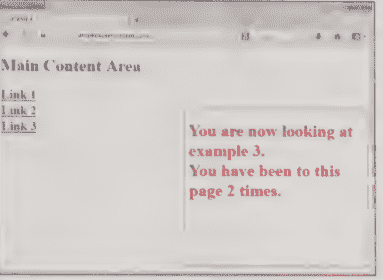 Main Content Area
Link 1
Link 2
Link 3
You are now looking at
example 3.
You have been to this
page 2 times.